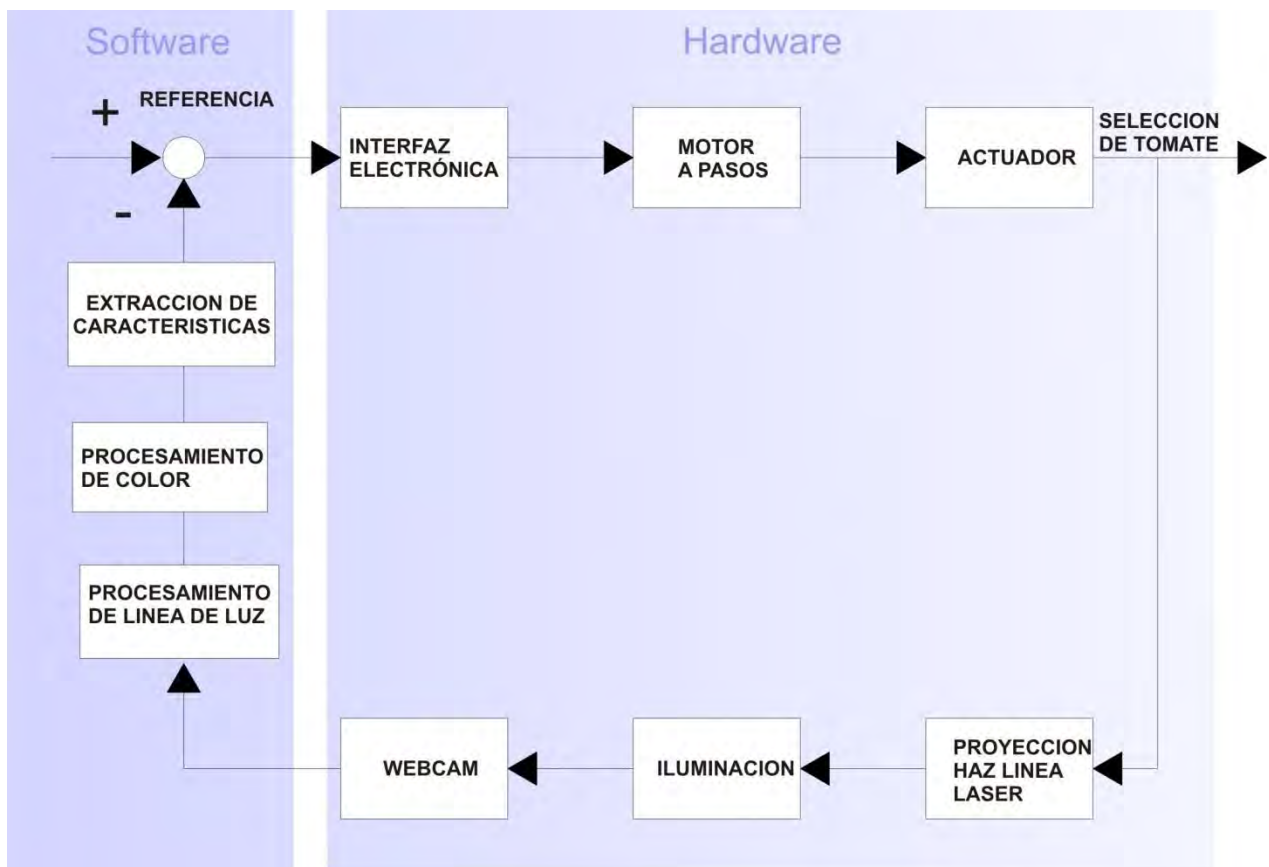 Software
Hardware
+
REFERENCIA
-
INTERFAZ
ELECTRÓNICA
MOTOR
A PASOS
ACTUADOR
SELECCION
DE TOMATE
EXTRACCION DE
CARACTERISTICAS
PROCESAMIENTO
DE COLOR
PROCESAMIENTO
DE LINEA DE LUZ
WEBCAM
ILUMINACION
PROYECCION
HAZ LINEA
LASER